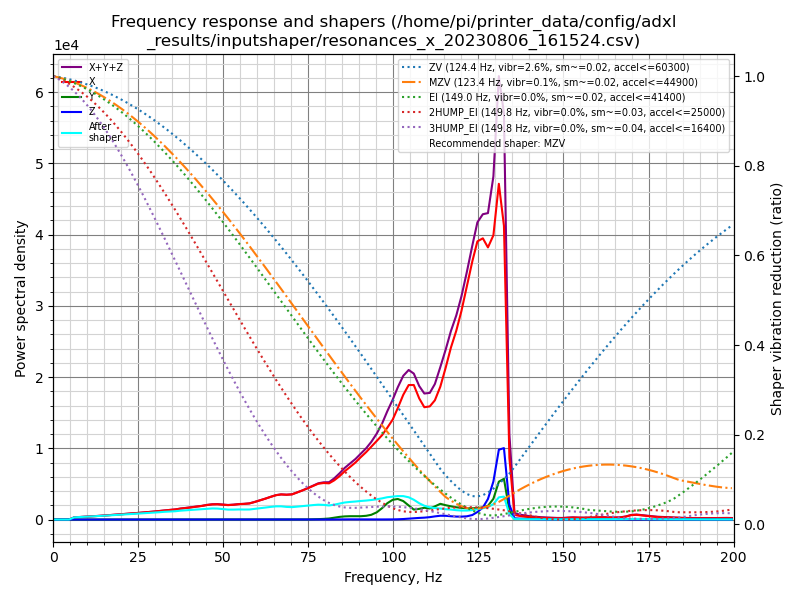 Frequency response and shapers (/home/pi/printer_data/config/adxl
_results/inputshaper/resonances_x_20230806_161524.csv)
1e4
X+Y+Z
X
Y
Z
After
shaper
ZV (124.4 Hz, vibr=2.6%, sm~=0.02, accel<=60300)
MZV (123.4 Hz, vibr=0.1%, sm~=0.02, accel<=44900)
EI (149.0 Hz, vibr=0.0%, sm~=0.02, accel<=41400)
2HUMP_EI (149.8 Hz, vibr=0.0%, sm~=0.03, accel<=25000)
3HUMP_EI (149.8 Hz, vibr=0.0%, sm~=0.04, accel<=16400)
Recommended shaper: MZV
Power spectral density
6
5
4
3
2
1
0
1.0
0.8
0.6
0.4
0.2
0.0
Shaper vibration reduction (ratio)
0 25 50 75 100 125 150 175 200
Frequency, Hz